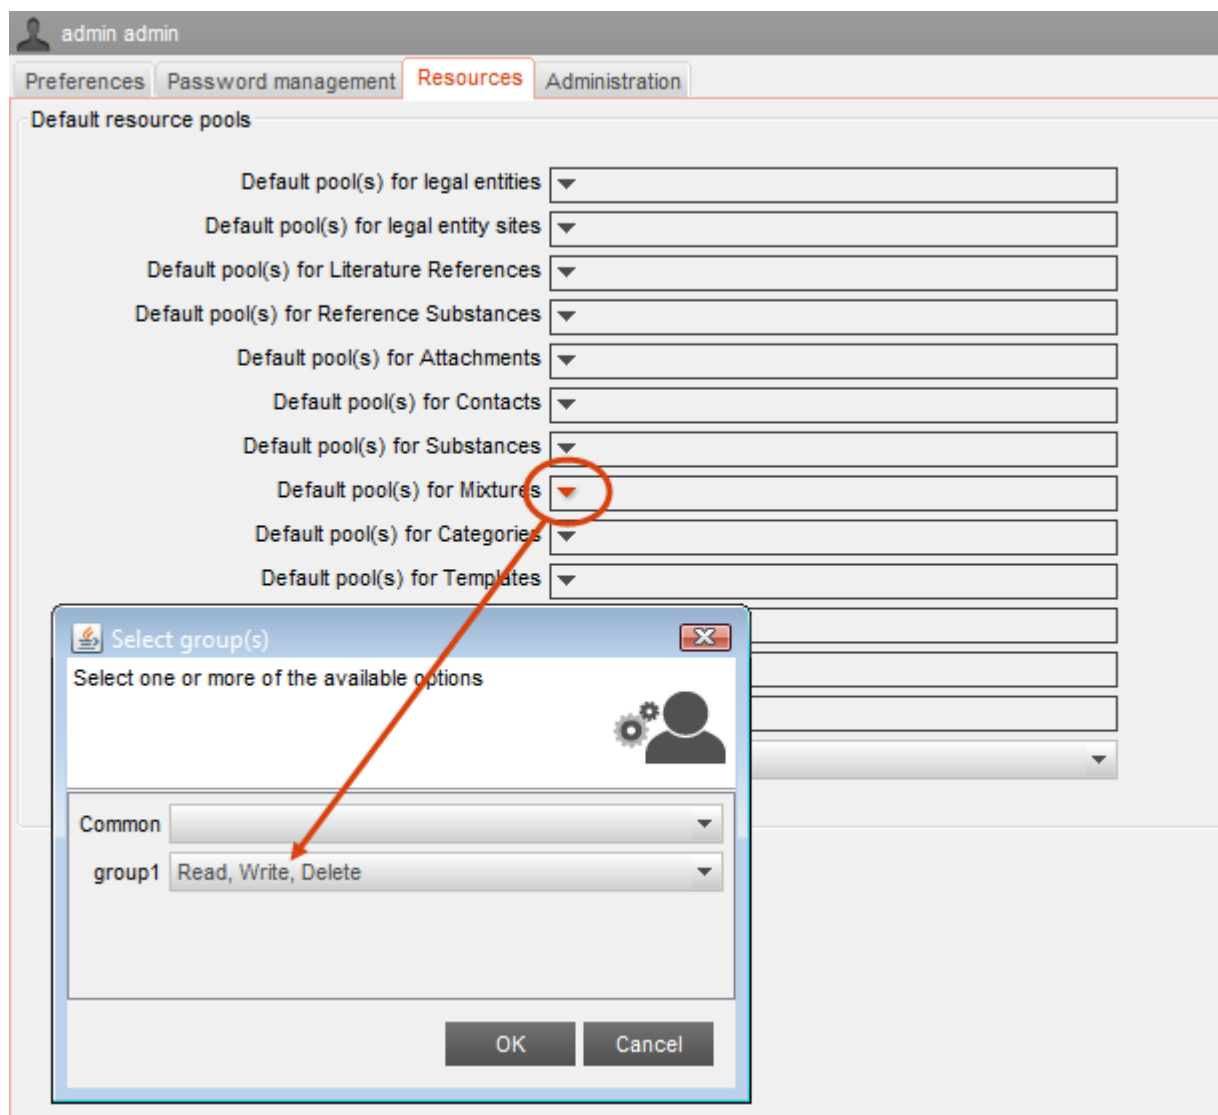 admin admin
Preferences Password management Resources Administration
Default resource pools
Default pool(s) for legal entities
Default pool(s) for legal entity sites
Default pool(s) for Literature References
Default pool(s) for Reference Substances
Default pool(s) for Attachments
Default pool(s) for Contacts
Default pool(s) for Substances
Default pool(s) for Mixtures
Default pool(s) for Categories
Default pool(s) for Templates
Select group(s)
Select one or more of the available options
Common
group1 Read, Write, Delete
OK Cancel